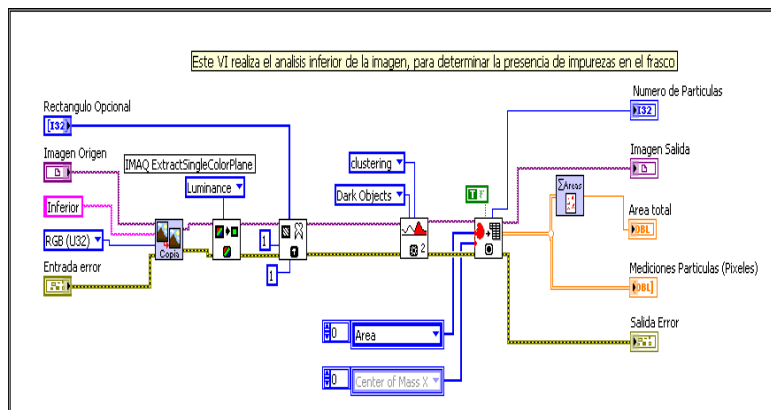 Este VI realiza el analisis inferior de la imagen, para determinar la presencia de impurezas en el frasco
Rectangulo Opcional
[I32]
Imagen Origen
IMAQ ExtractSingleColorPlane
Luminance
Inferior
RGB (U32)
Copia
Entrada error
1
1
clustering
Dark Objects
2
T F
Numero de Particulas
I32
Imagen Salida
ΣAreas
Area total
DBL
Mediciones Particulas (Pixeles)
DBL]
Salida Error
0
Area
0
Center of Mass X